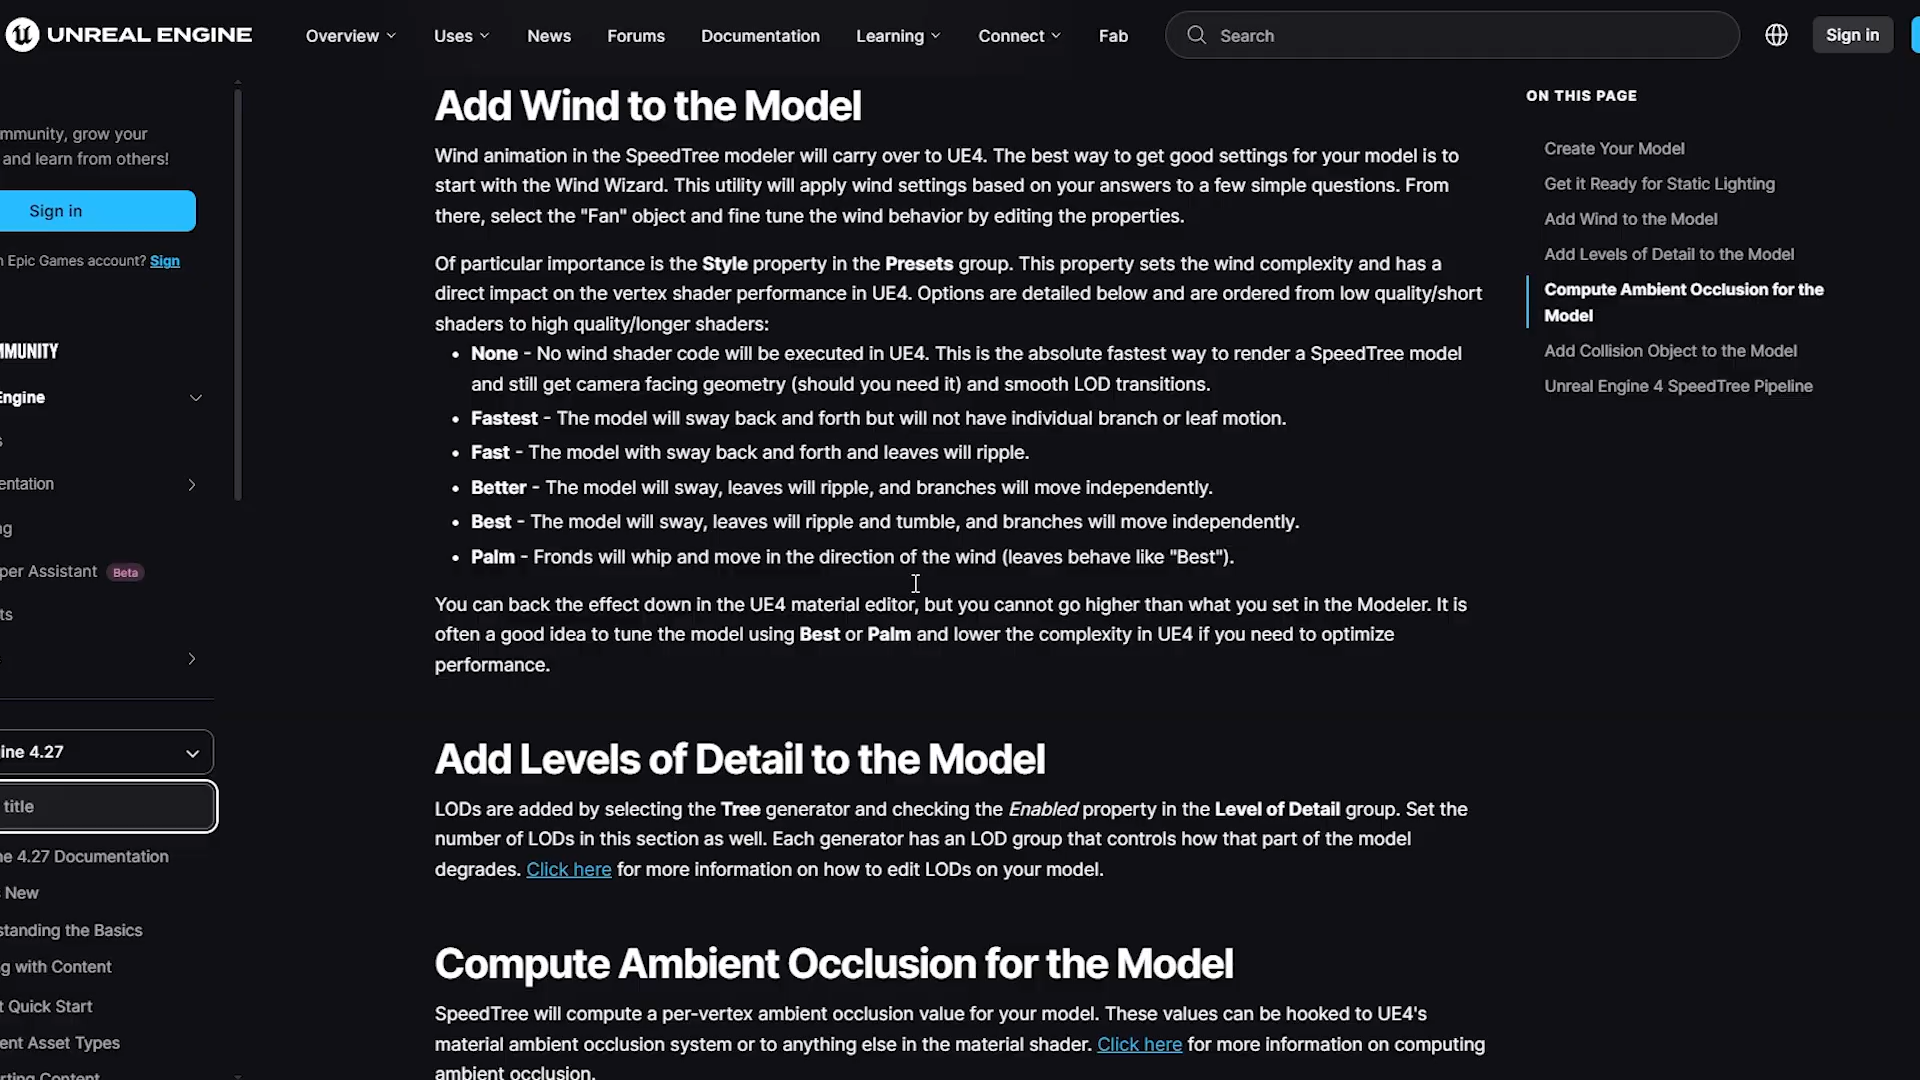 UNREAL ENGINE
Overview
Uses
News
Forums
Documentation
Learning
Connect
Fab
Search
Sign in
mmunity, grow your
and learn from others!
Sign in
Epic Games account? Sign
MMUNITY
Engine
s
entation
ng
per Assistant Beta
ts
ine 4.27
title
ne 4.27 Documentation
New
standing the Basics
g with Content
t Quick Start
ent Asset Types
rting Content
Add Wind to the Model
Wind animation in the SpeedTree modeler will carry over to UE4. The best way to get good settings for your model is to
start with the Wind Wizard. This utility will apply wind settings based on your answers to a few simple questions. From
there, select the "Fan" object and fine tune the wind behavior by editing the properties.
Of particular importance is the Style property in the Presets group. This property sets the wind complexity and has a
direct impact on the vertex shader performance in UE4. Options are detailed below and are ordered from low quality/short
shaders to high quality/longer shaders:
• None - No wind shader code will be executed in UE4. This is the absolute fastest way to render a SpeedTree model
and still get camera facing geometry (should you need it) and smooth LOD transitions.
• Fastest - The model will sway back and forth but will not have individual branch or leaf motion.
• Fast - The model with sway back and forth and leaves will ripple.
• Better - The model will sway, leaves will ripple, and branches will move independently.
• Best - The model will sway, leaves will ripple and tumble, and branches will move independently.
• Palm - Fronds will whip and move in the direction of the wind (leaves behave like "Best").
You can back the effect down in the UE4 material editor, but you cannot go higher than what you set in the Modeler. It is
often a good idea to tune the model using Best or Palm and lower the complexity in UE4 if you need to optimize
performance.
Add Levels of Detail to the Model
LODs are added by selecting the Tree generator and checking the Enabled property in the Level of Detail group. Set the
number of LODs in this section as well. Each generator has an LOD group that controls how that part of the model
degrades. Click here for more information on how to edit LODs on your model.
Compute Ambient Occlusion for the Model
SpeedTree will compute a per-vertex ambient occlusion value for your model. These values can be hooked to UE4's
material ambient occlusion system or to anything else in the material shader. Click here for more information on computing
ambient occlusion.
ON THIS PAGE
Create Your Model
Get it Ready for Static Lighting
Add Wind to the Model
Add Levels of Detail to the Model
Compute Ambient Occlusion for the
Model
Add Collision Object to the Model
Unreal Engine 4 SpeedTree Pipeline